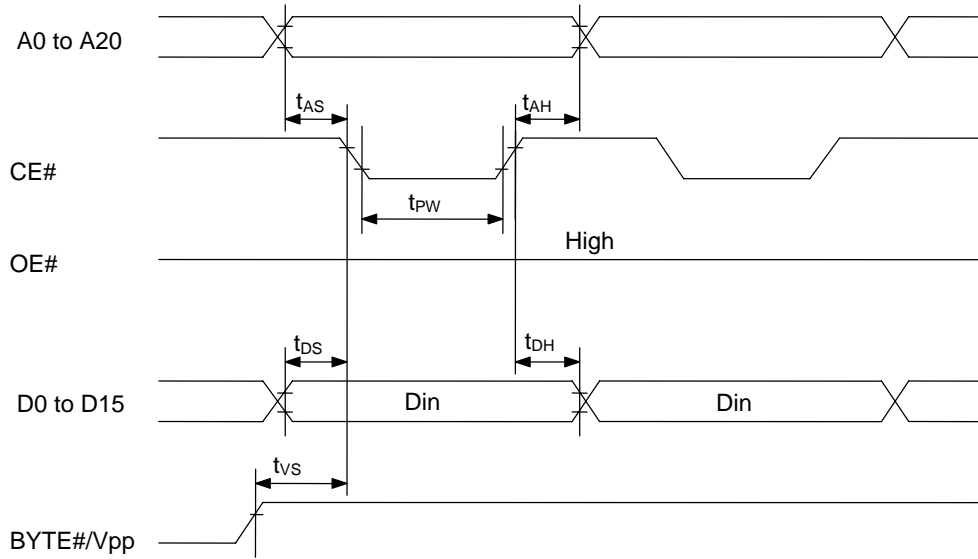 A0 to A20
tAS
tAH
CE#
tPW
High
OE#
tDS
tDH
D0 to D15
Din
Din
tVS
BYTE#/Vpp